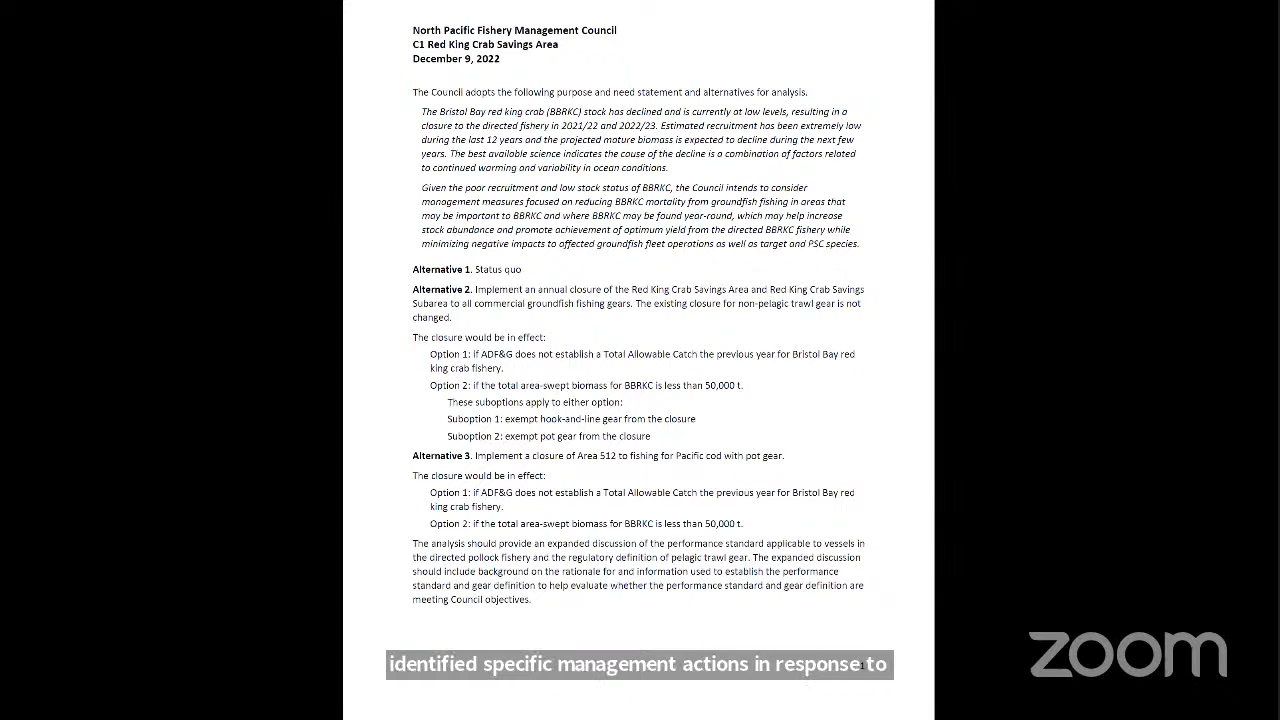 North Pacific Fishery Management Council
C1 Red King Crab Savings Area
December 9, 2022
The Council adopts the following purpose and need statement and alternatives for analysis.
The Bristol Bay red king crab (BBRKC) stock has declined and is currently at low levels, resulting in a
closure to the directed fishery in 2021/22 and 2022/23. Estimated recruitment has been extremely low
during the last 12 years and the projected mature biomass is expected to decline during the next few
years. The best available science indicates the cause of the decline is a combination of factors related
to continued warming and variability in ocean conditions.
Given the poor recruitment and low stock status of BBRKC, the Council intends to consider
management measures focused on reducing BBRKC mortality from groundfish fishing in areas that
may be important to BBRKC and where BBRKC may be found year-round, which may help increase
stock abundance and promote achievement of optimum yield from the directed BBRKC fishery while
minimizing negative impacts to affected groundfish fleet operations as well as target and PSC species.
Alternative 1. Status quo
Alternative 2. Implement an annual closure of the Red King Crab Savings Area and Red King Crab Savings
Subarea to all commercial groundfish fishing gears. The existing closure for non-pelagic trawl gear is not
changed.
The closure would be in effect:
Option 1: if ADF&G does not establish a Total Allowable Catch the previous year for Bristol Bay red
king crab fishery.
Option 2: if the total area-swept biomass for BBRKC is less than 50,000 t.
These suboptions apply to either option:
Suboption 1: exempt hook-and-line gear from the closure
Suboption 2: exempt pot gear from the closure
Alternative 3. Implement a closure of Area 512 to fishing for Pacific cod with pot gear.
The closure would be in effect:
Option 1: if ADF&G does not establish a Total Allowable Catch the previous year for Bristol Bay red
king crab fishery.
Option 2: if the total area-swept biomass for BBRKC is less than 50,000 t.
The analysis should provide an expanded discussion of the performance standard applicable to vessels in
the directed pollock fishery and the regulatory definition of pelagic trawl gear. The expanded discussion
should include background on the rationale for and information used to establish the performance
standard and gear definition to help evaluate whether the performance standard and gear definition are
meeting Council objectives.
identified specific management actions in response to
1
zoom